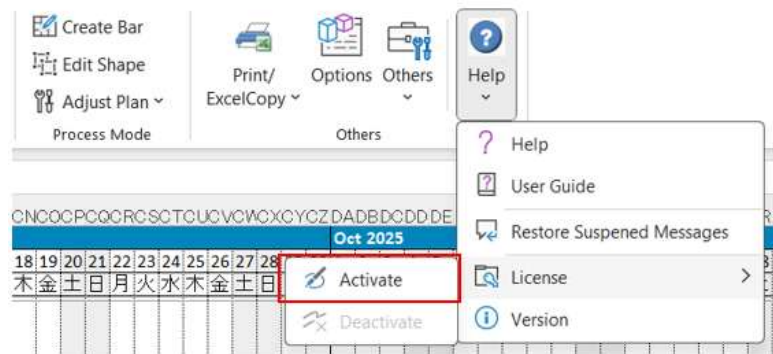 Create Bar
Edit Shape
Adjust Plan
Process Mode
Print/
ExcelCopy
Options
Others
Others
Help
Help
User Guide
Restore Suspened Messages
License
Version
Activate
Deactivate
CNCOCPCQCRCSCTCUCVCWCXCYCZDADBDCDDDE
Oct 2025
18 19 20 21 22 23 24 25 26 27 28
木 金 土 日 月 火 水 木 金 土 日